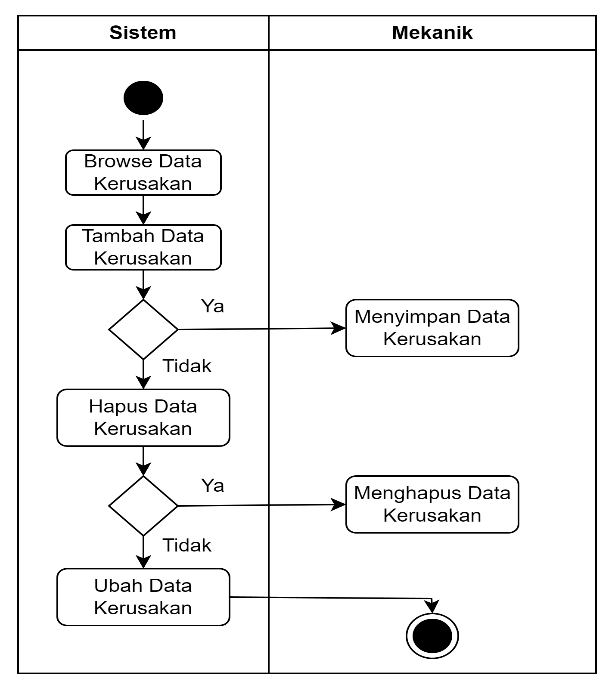 Sistem
Mekanik
Browse Data
Kerusakan
Tambah Data
Kerusakan
Ya
Menyimpan Data
Kerusakan
Tidak
Hapus Data
Kerusakan
Ya
Menghapus Data
Kerusakan
Tidak
Ubah Data
Kerusakan